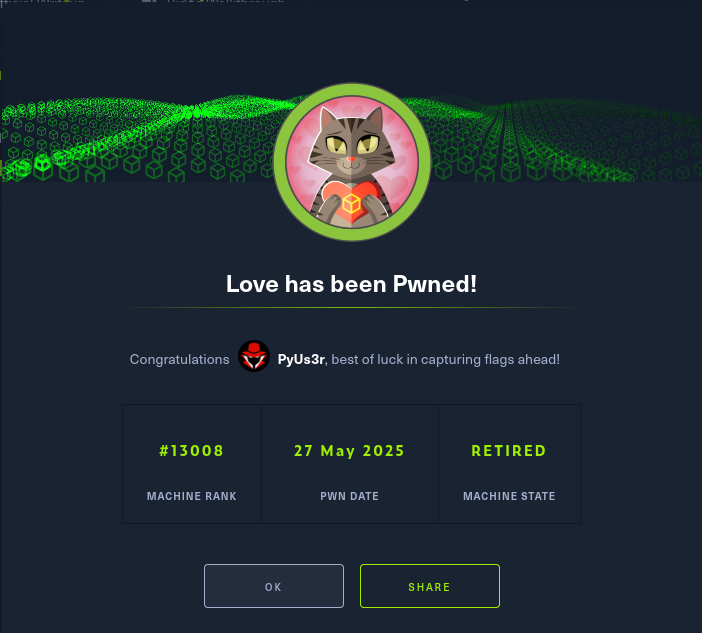 Love has been Pwned!
Congratulations PyUs3r, best of luck in capturing flags ahead!
#13008 27 May 2025 RETIRED
MACHINE RANK PWN DATE MACHINE STATE
OK SHARE